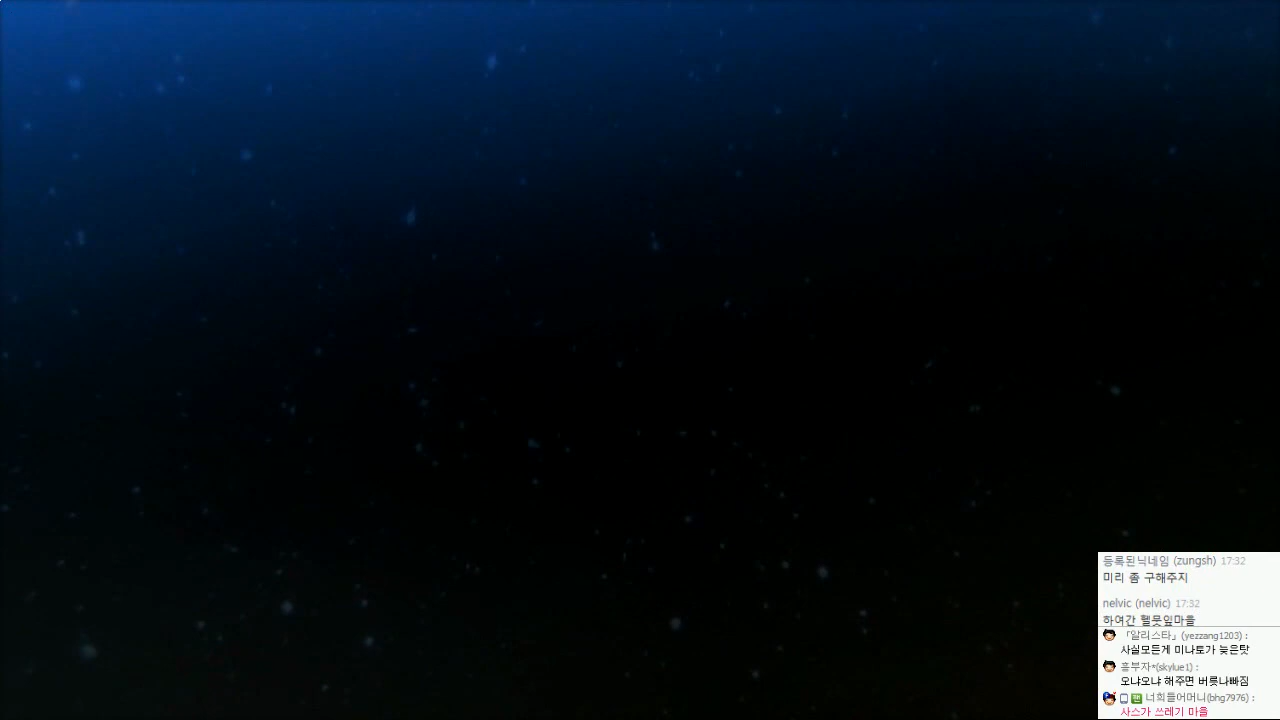 등록된닉네임 (zungsh) 17:32
미리 좀 구해주지
nelvic (nelvic) 17:32
하여간 헬뭇잎마을
「알리스타」(yezzang1203) :
사실모든게 미나토가 늦은탓
흥부자*(skylue1) :
오냐오냐 해주면 버릇나빠짐
팬 너희들어머니(bhg7976) :
사스가 쓰레기 마을